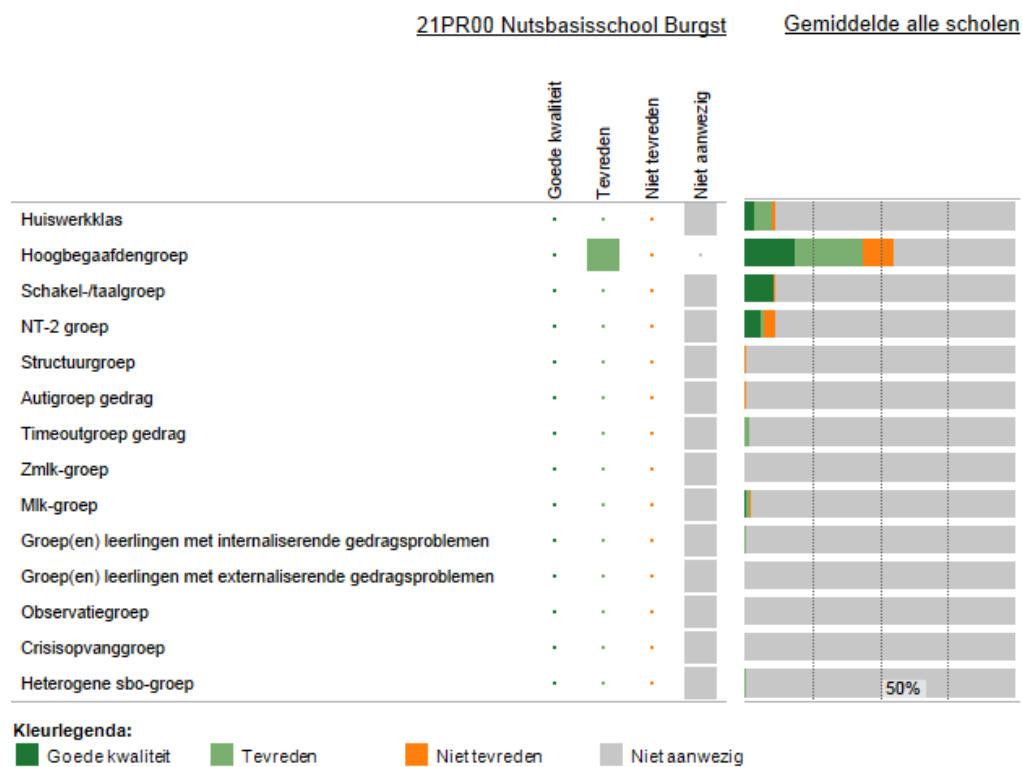 21PR00 Nutsbasisschool Burgst
Gemiddelde alle scholen
Goede kwaliteit
Tevreden
Niet tevreden
Niet aanwezig
Huiswerkklas
Hoogbegaafdengroep
Schakel-/taalgroep
NT-2 groep
Structuurgroep
Autigroep gedrag
Timeoutgroep gedrag
Zmlk-groep
Mlk-groep
Groep(en) leerlingen met internaliserende gedragsproblemen
Groep(en) leerlingen met externaliserende gedragsproblemen
Observatiegroep
Crisisopvanggroep
Heterogene sbo-groep
50%
Kleurlegenda:
Goede kwaliteit
Tevreden
Niet tevreden
Niet aanwezig